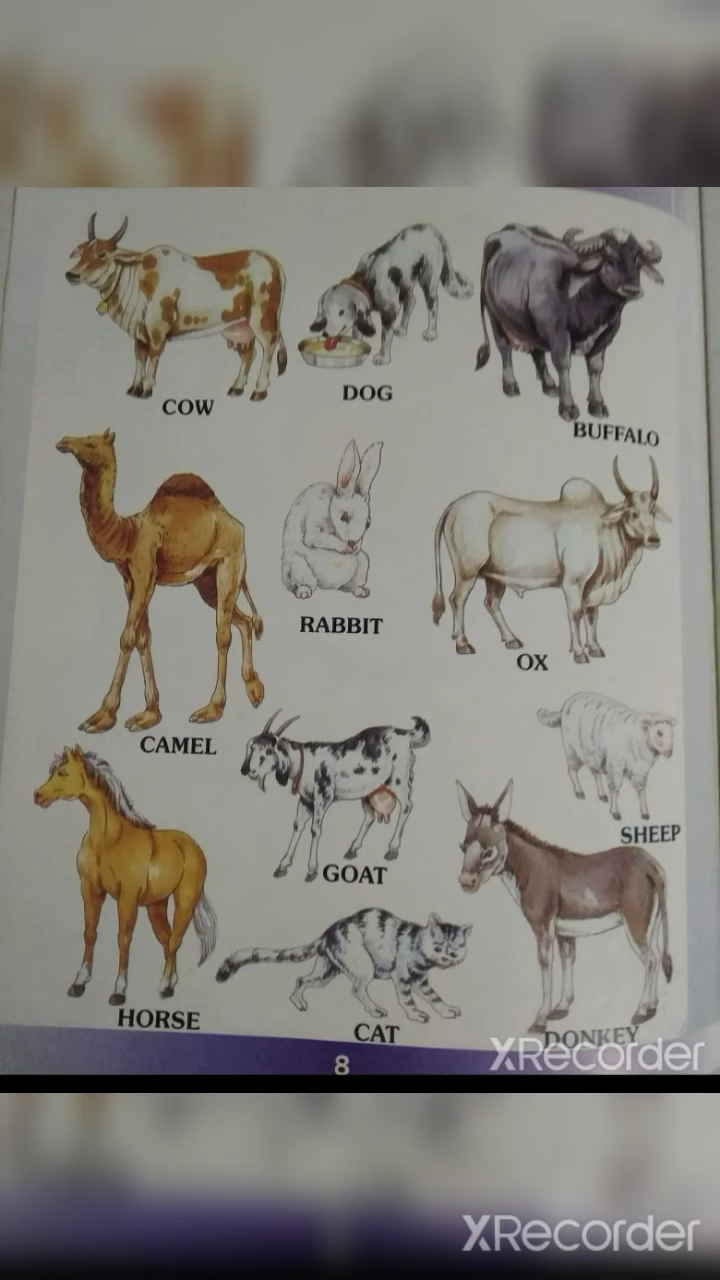 COW
DOG
BUFFALO
CAMEL
RABBIT
OX
HORSE
GOAT
SHEEP
CAT
DONKEY
8
XRecorder
XRecorder